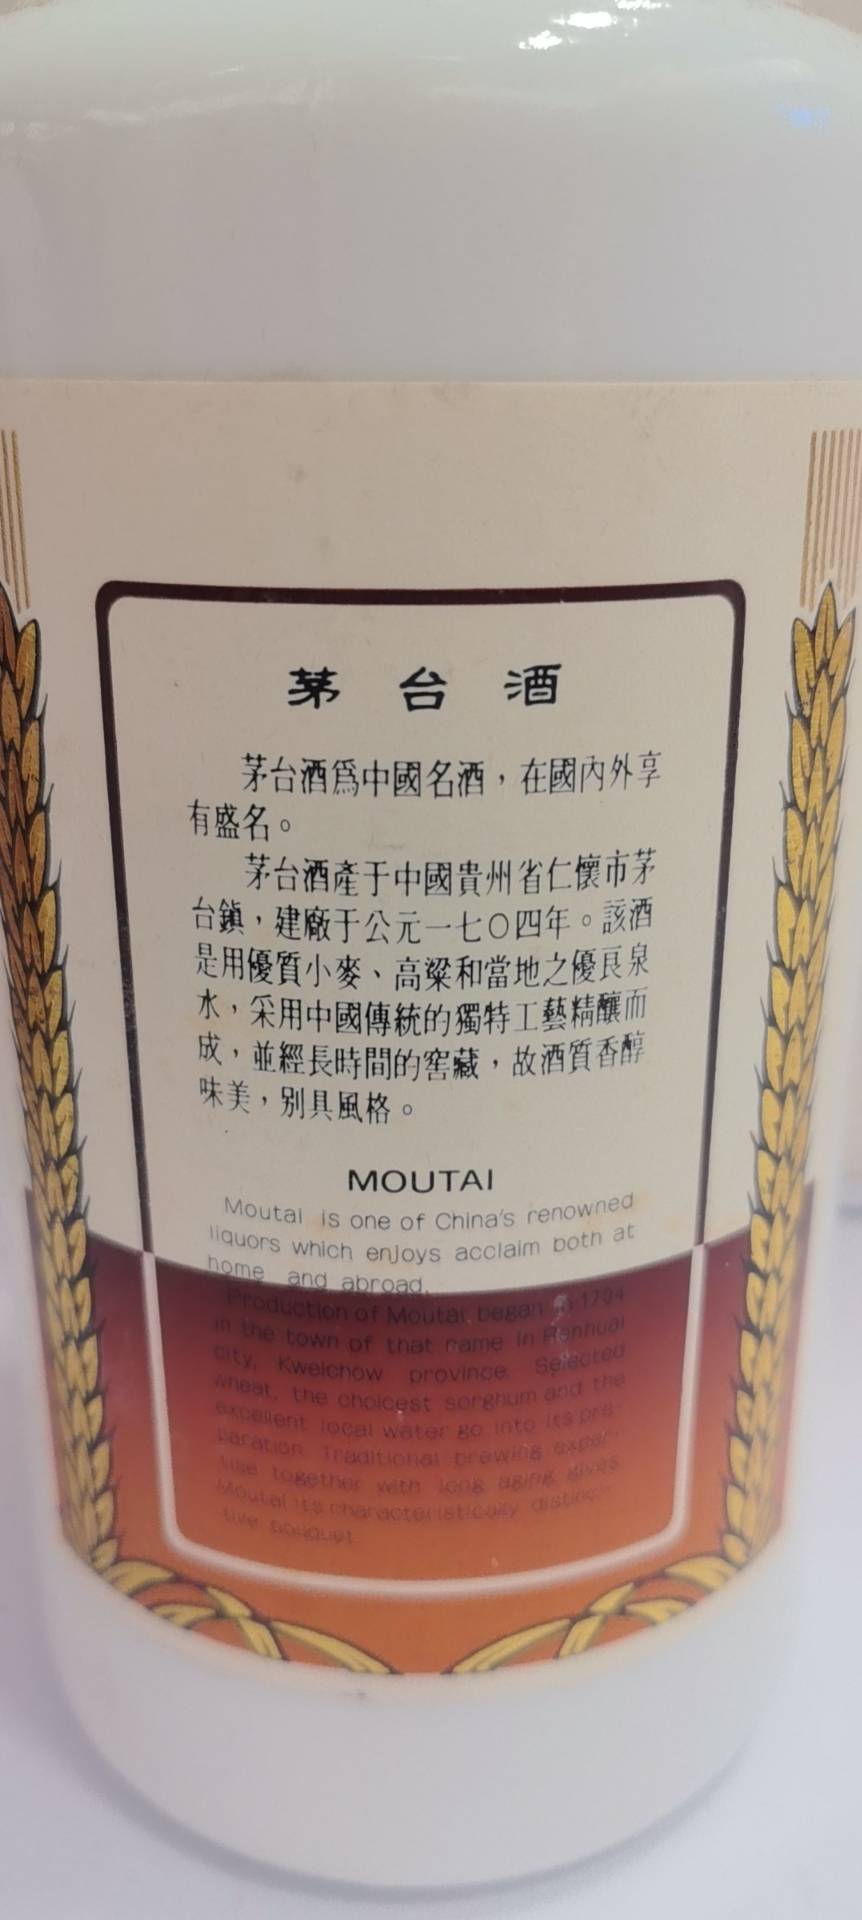 茅台酒
茅台酒爲中國名酒，在國內外享
有盛名。
茅台酒產于中國貴州省仁懷市茅
台鎮，建廠于公元一七〇四年。該酒
是用優質小麥、高粱和當地之優良泉
水，采用中國傳統的獨特工藝精釀而
成，並經長時間的窖藏，故酒質香醇
味美，别具風格。
MOUTAI
Moutai is one of China's renowned
liquors which enjoys acclaim both at
home and abroad.
Production of Moutai began in 1704
in the town of that name in Renhuai
city, Kweichow province. Selected
wheat, the choicest sorghum and the
excellent local water go into its pre-
paration. Traditional brewing exper-
tise together with long aging gives
Moutai its characteristically distinc-
tive bouquet